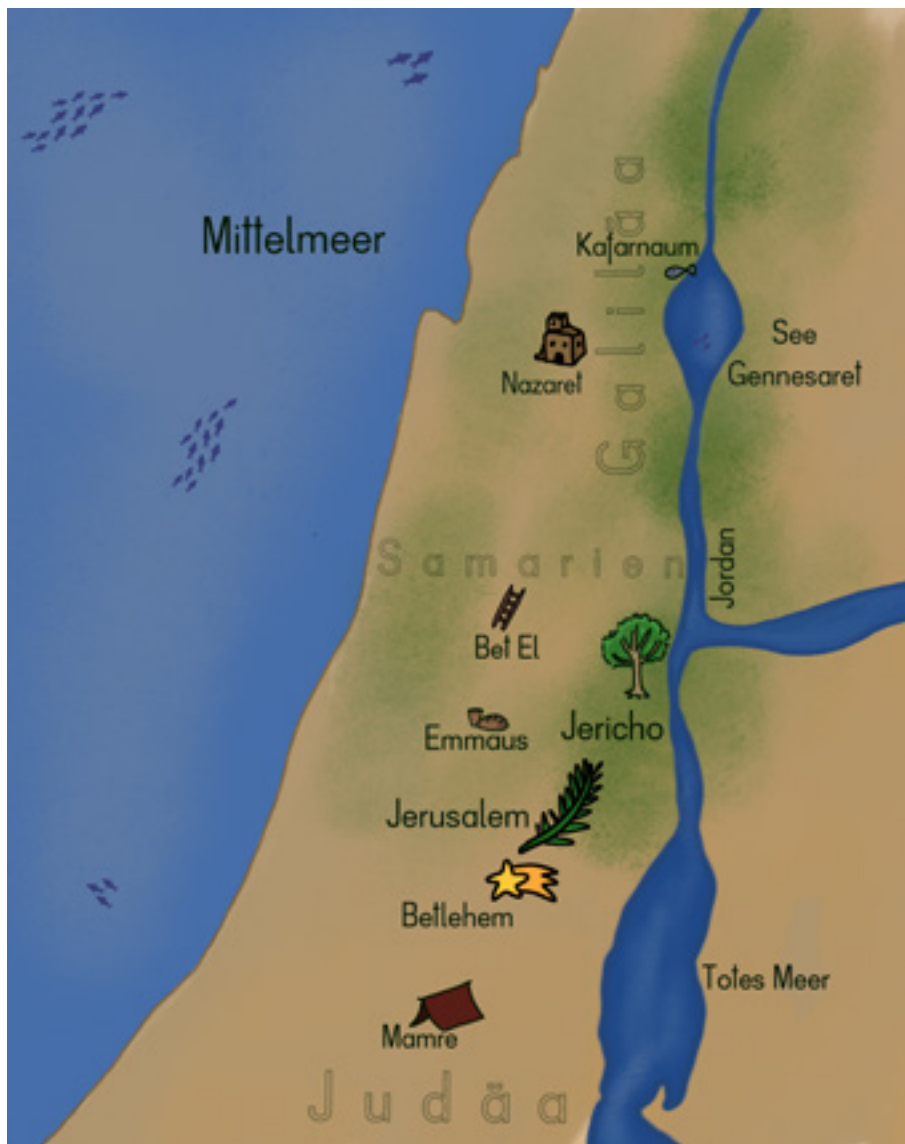 Mittelmeer
Kafarnaum
Galiläa
See
Gennesaret
Nazaret
Samarien
Jordan
Bet El
Jericho
Emmaus
Jerusalem
Betlehem
Totes Meer
Mamre
Judäa